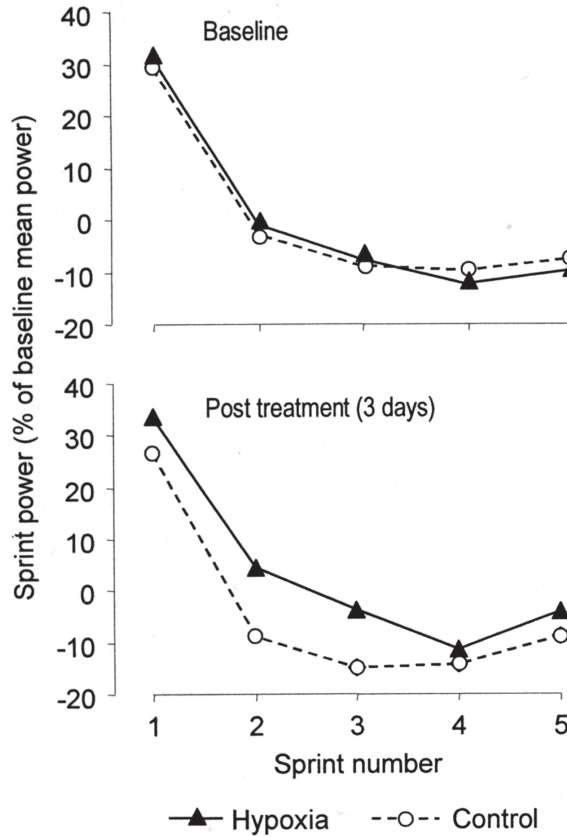 Sprint power (% of baseline mean power)
Baseline
40
30
20
10
0
-10
-20
Post treatment (3 days)
40
30
20
10
0
-10
-20
1 2 3 4 5
Sprint number
Hypoxia Control